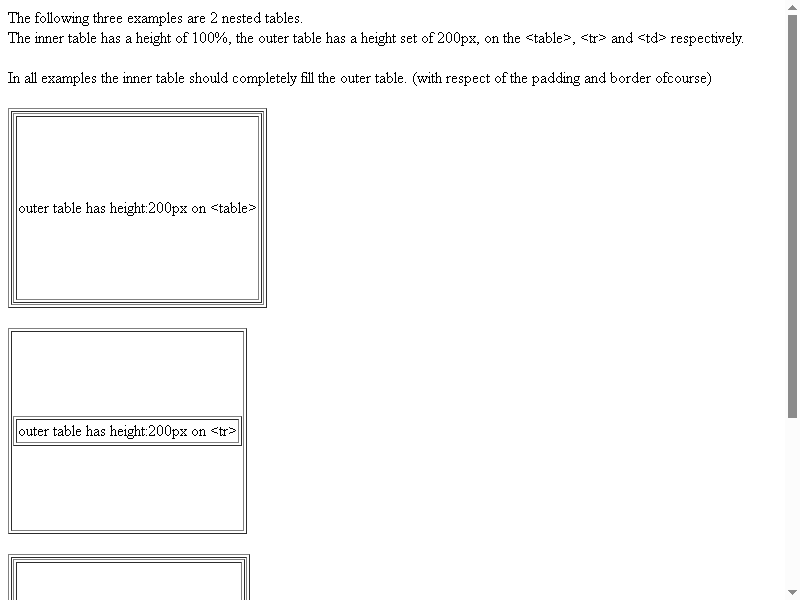 The following three examples are 2 nested tables.
The inner table has a height of 100%, the outer table has a height set of 200px, on the <table>, <tr> and <td> respectively.
In all examples the inner table should completely fill the outer table. (with respect of the padding and border ofcourse)
outer table has height:200px on <table>
outer table has height:200px on <tr>